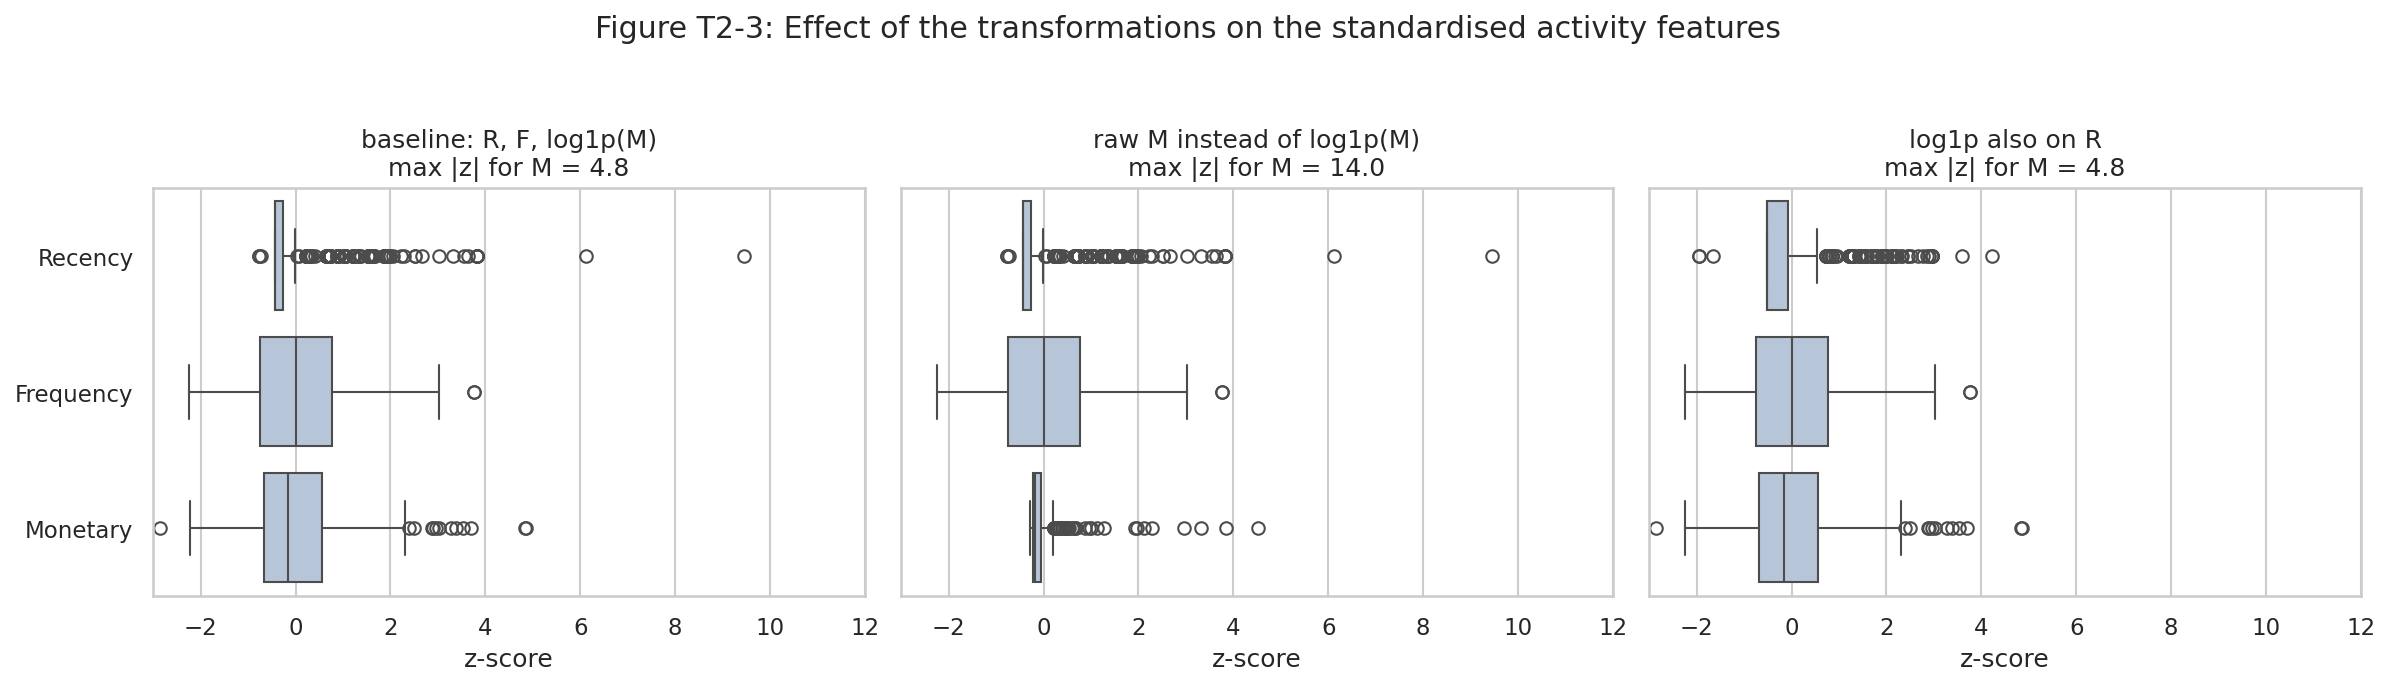 Figure T2-3: Effect of the transformations on the standardised activity features
baseline: R, F, log1p(M)
max |z| for M = 4.8
raw M instead of log1p(M)
max |z| for M = 14.0
log1p also on R
max |z| for M = 4.8
Recency
Frequency
Monetary
−2 0 2 4 6 8 10 12
z-score
−2 0 2 4 6 8 10 12
z-score
−2 0 2 4 6 8 10 12
z-score